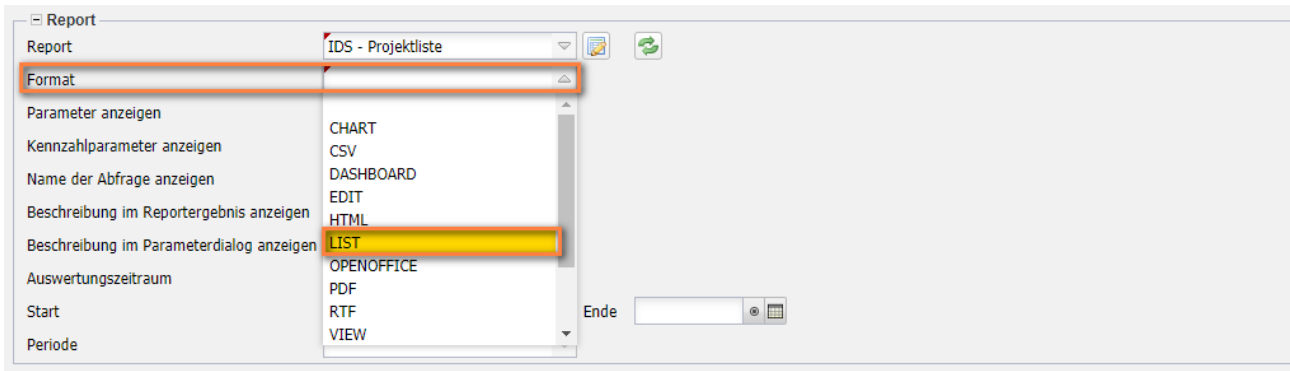 Report
Report IDS - Projektliste
Format
Parameter anzeigen
CHART
Kennzahlparameter anzeigen
CSV
Name der Abfrage anzeigen
DASHBOARD
EDIT
Beschreibung im Reportergebnis anzeigen
HTML
Beschreibung im Parameterdialog anzeigen LIST
OPENOFFICE
Auswertungszeitraum
PDF
Start RTF Ende
VIEW
Periode